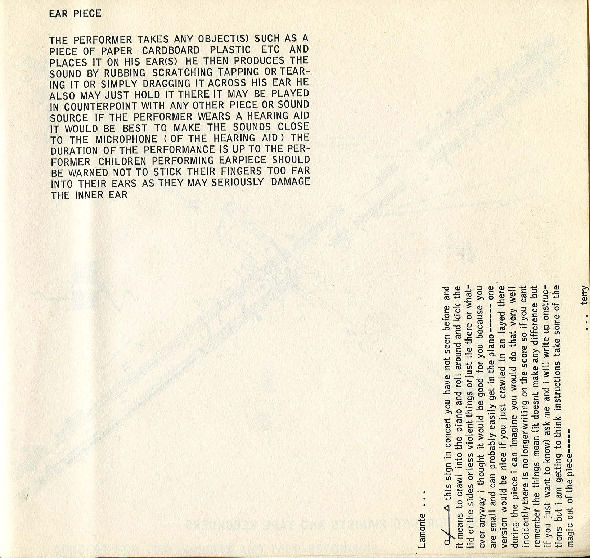 EAR PIECE
THE PERFORMER TAKES ANY OBJECT(S) SUCH AS A
PIECE OF PAPER CARDBOARD PLASTIC ETC AND
PLACES IT ON HIS EAR(S) HE THEN PRODUCES THE
SOUND BY RUBBING SCRATCHING TAPPING OR TEAR-
ING IT OR SIMPLY DRAGGING IT ACROSS HIS EAR HE
ALSO MAY JUST HOLD IT THERE IT MAY BE PLAYED
IN COUNTERPOINT WITH ANY OTHER PIECE OR SOUND
SOURCE IF THE PERFORMER WEARS A HEARING AID
IT WOULD BE BEST TO MAKE THE SOUNDS CLOSE
TO THE MICROPHONE (OF THE HEARING AID) THE
DURATION OF THE PERFORMANCE IS UP TO THE PER-
FORMER CHILDREN PERFORMING EARPIECE SHOULD
BE WARNED NOT TO STICK THEIR FINGERS TOO FAR
INTO THEIR EARS AS THEY MAY SERIOUSLY DAMAGE
THE INNER EAR
Lamonte ...
this sign in concert you have not seen before and
it means to crawl into the piano and roll around and kick the
lid or the sides or less violent things or just lie there or what-
ever anyway i thought it would be good for you because you
are small and can probably easily get in the piano------ one
version would be nice if you just crawled in an layed there
during the piece i can imagine you would do that very well
incidently there is no longer writing on the score so if you cant
remember the things mean (it doesnt make any difference but
if you just want to know) ask me and i will write up instruc-
tions but i am getting to think instructions take some of the
magic out of the piece-----
... terry